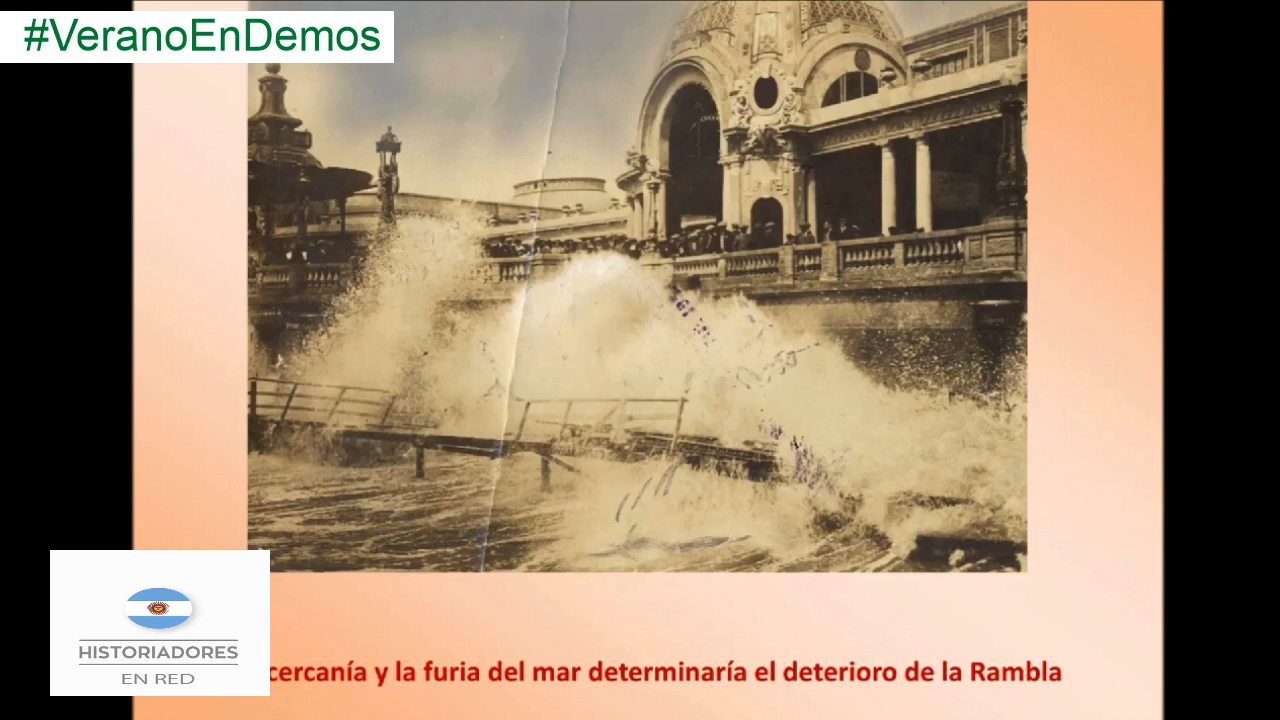 #VeranoEnDemos
HISTORIADORES
EN RED
cercanía y la furia del mar determinaría el deterioro de la Rambla